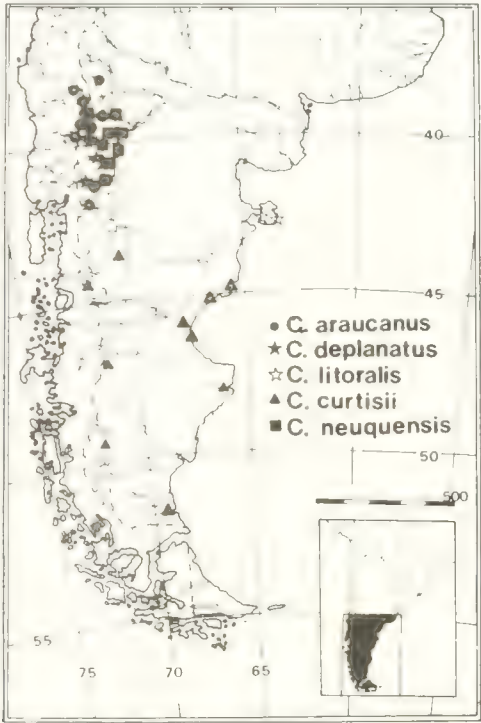 40
45
C. araucanus
C. deplanatus
C. litoralis
C. curtisii
C. neuquensis
50
500
55
75 70 65